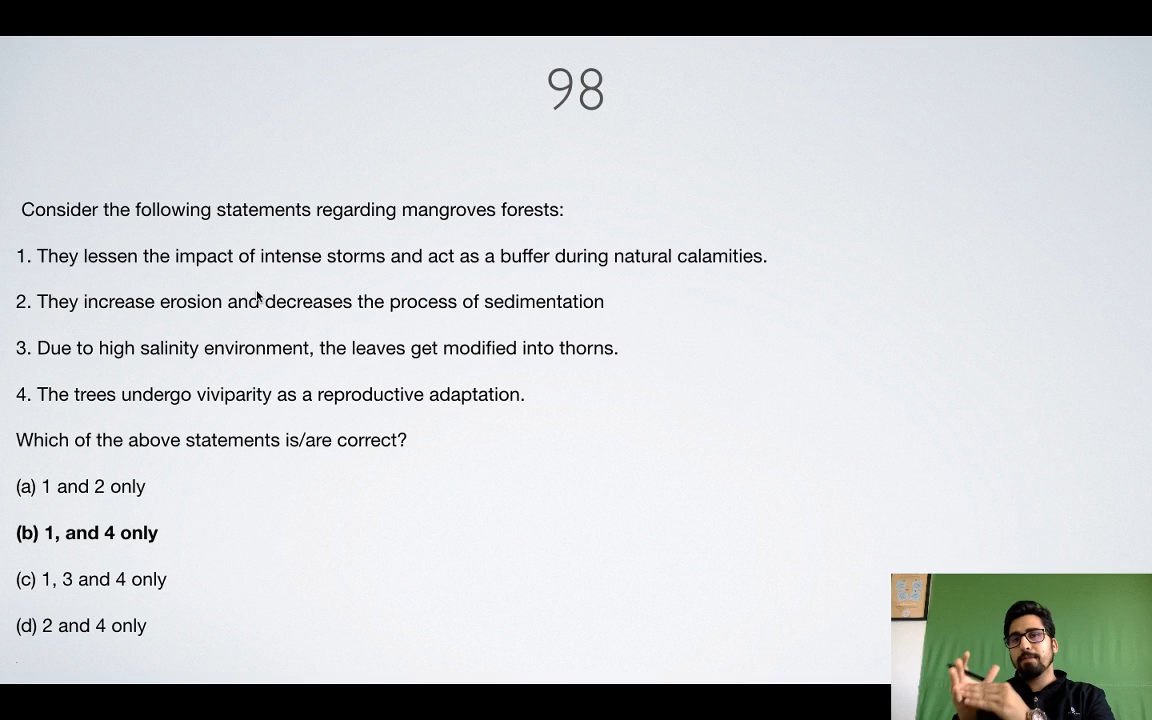 98
Consider the following statements regarding mangroves forests:
1. They lessen the impact of intense storms and act as a buffer during natural calamities.
2. They increase erosion and decreases the process of sedimentation
3. Due to high salinity environment, the leaves get modified into thorns.
4. The trees undergo viviparity as a reproductive adaptation.
Which of the above statements is/are correct?
(a) 1 and 2 only
(b) 1, and 4 only
(c) 1, 3 and 4 only
(d) 2 and 4 only
.